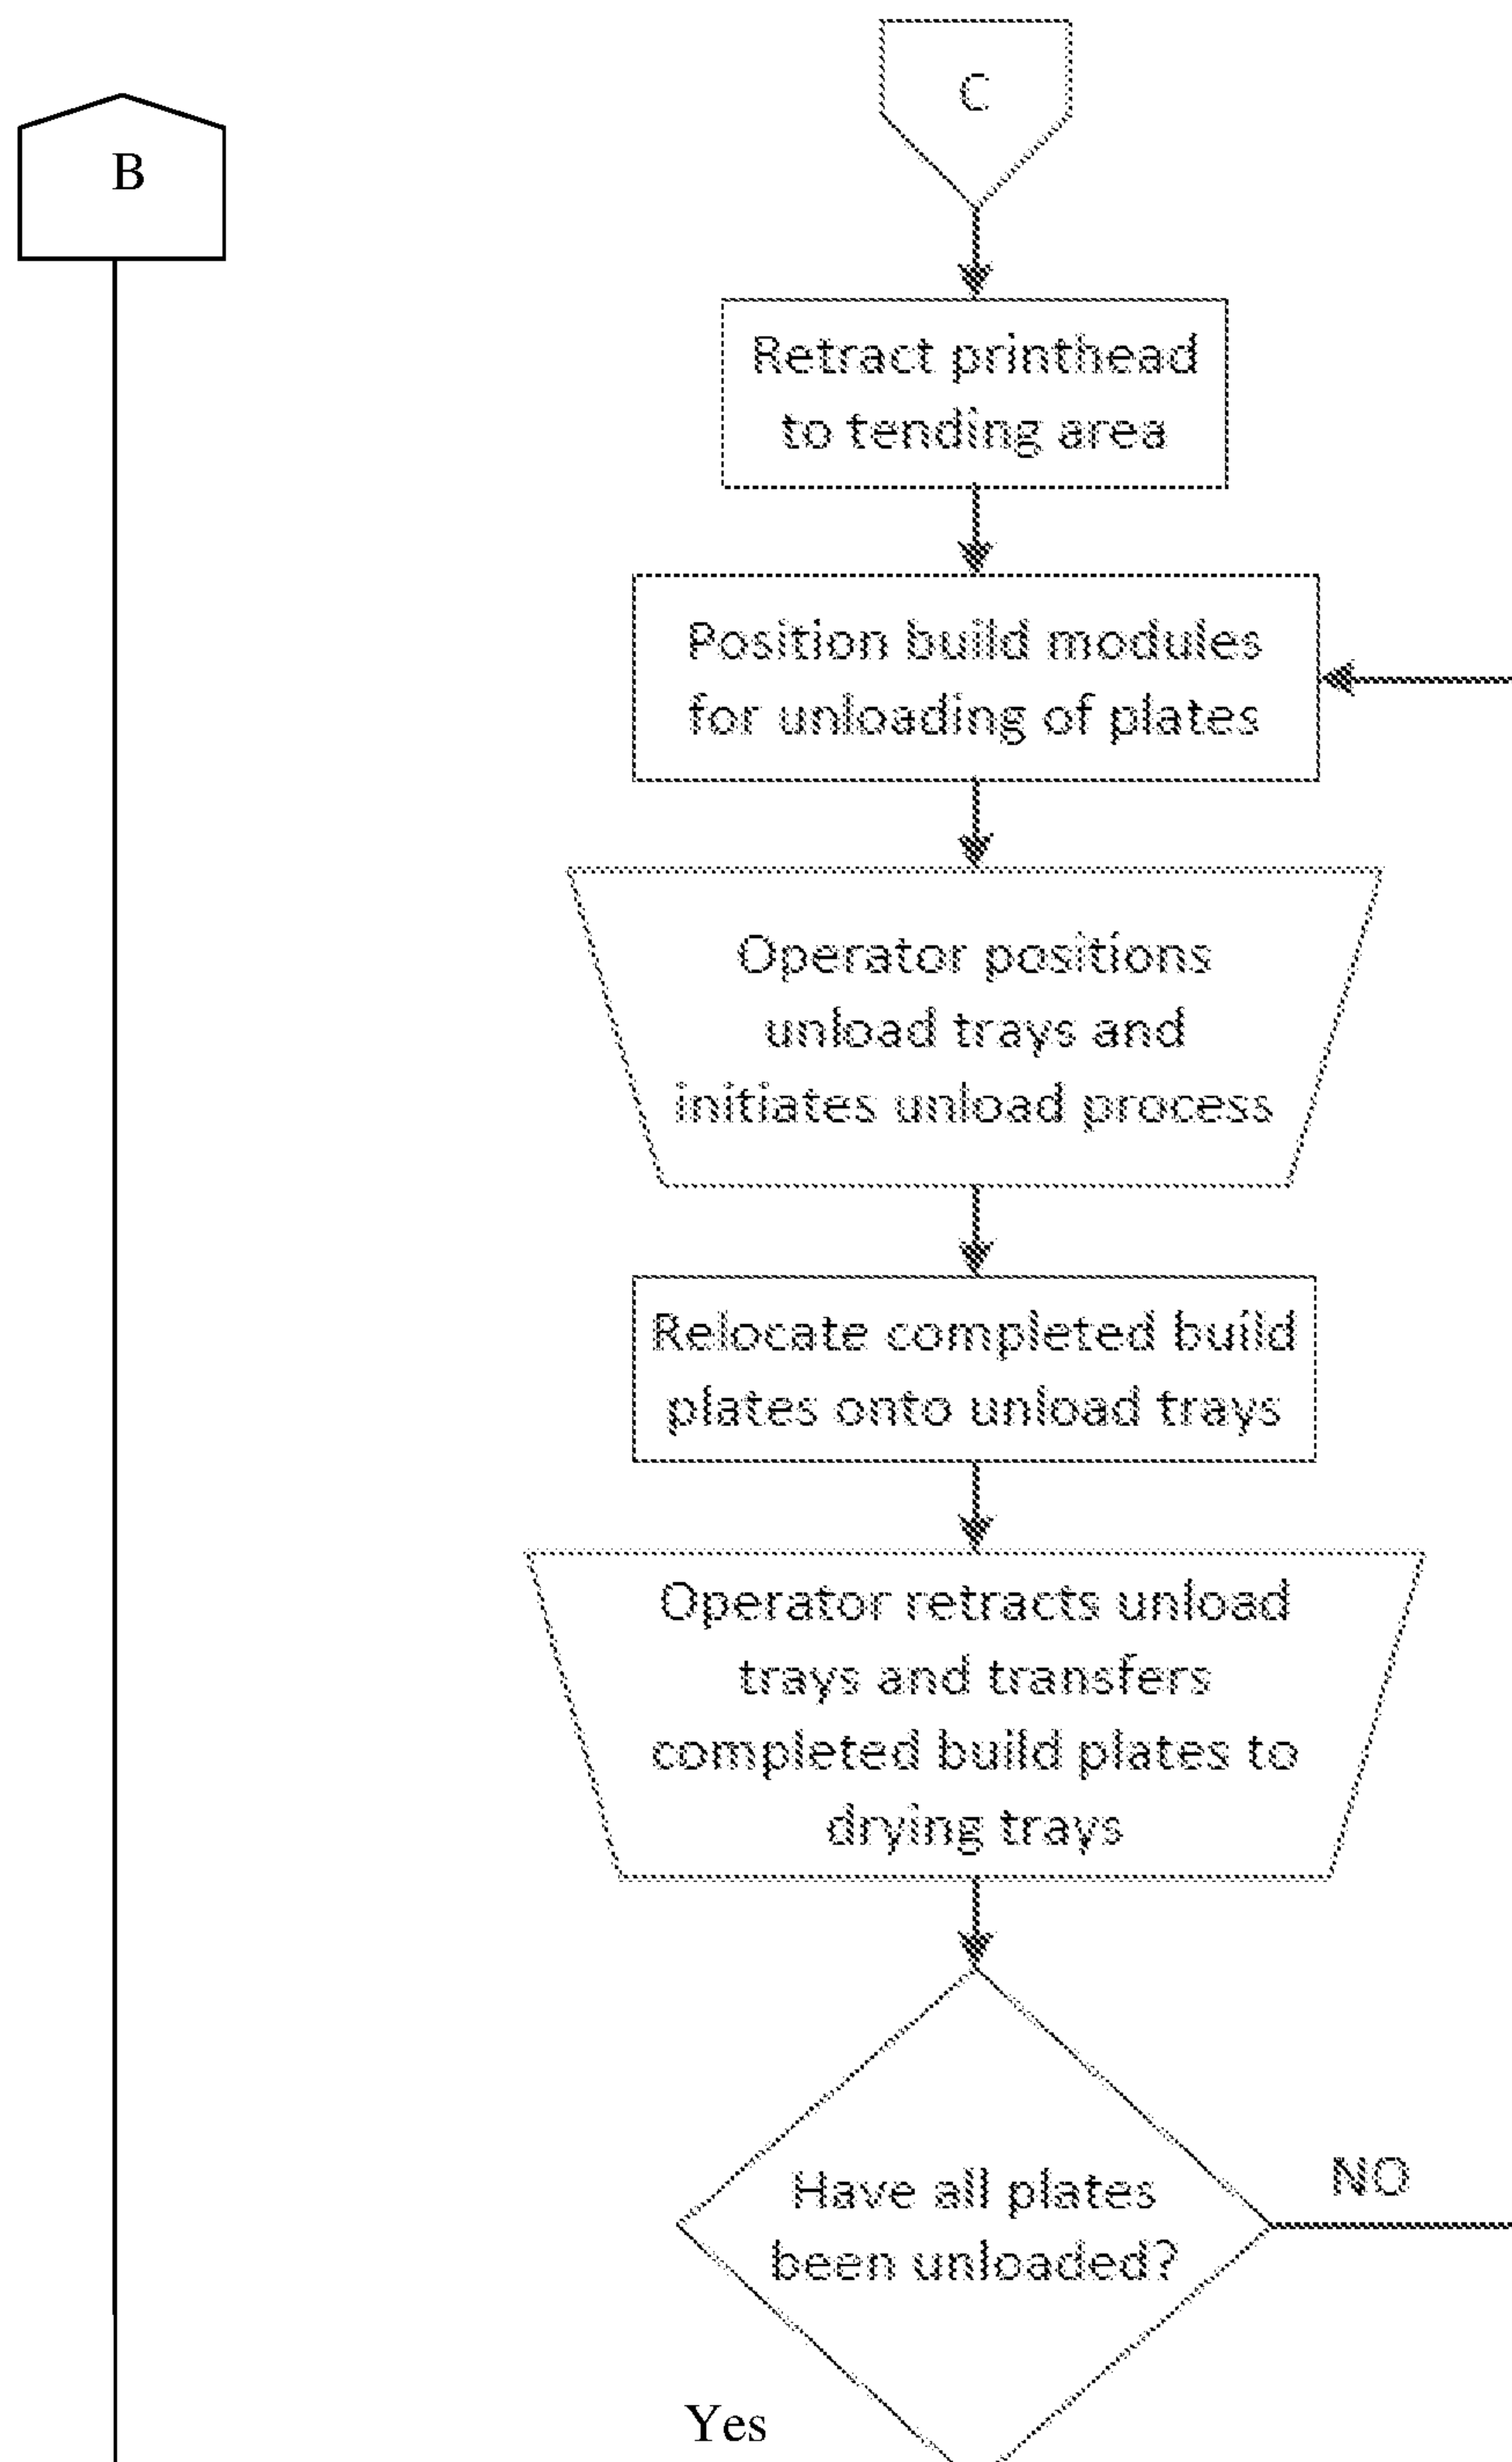 C
B
Retract printhead
to tending area
Position build modules
for unloading of plates
Operator positions
unload trays and
initiates unload process
Relocate completed build
plates onto unload trays
Operator retracts unload
trays and transfers
completed build plates to
drying trays
Have all plates
been unloaded?
NO
Yes